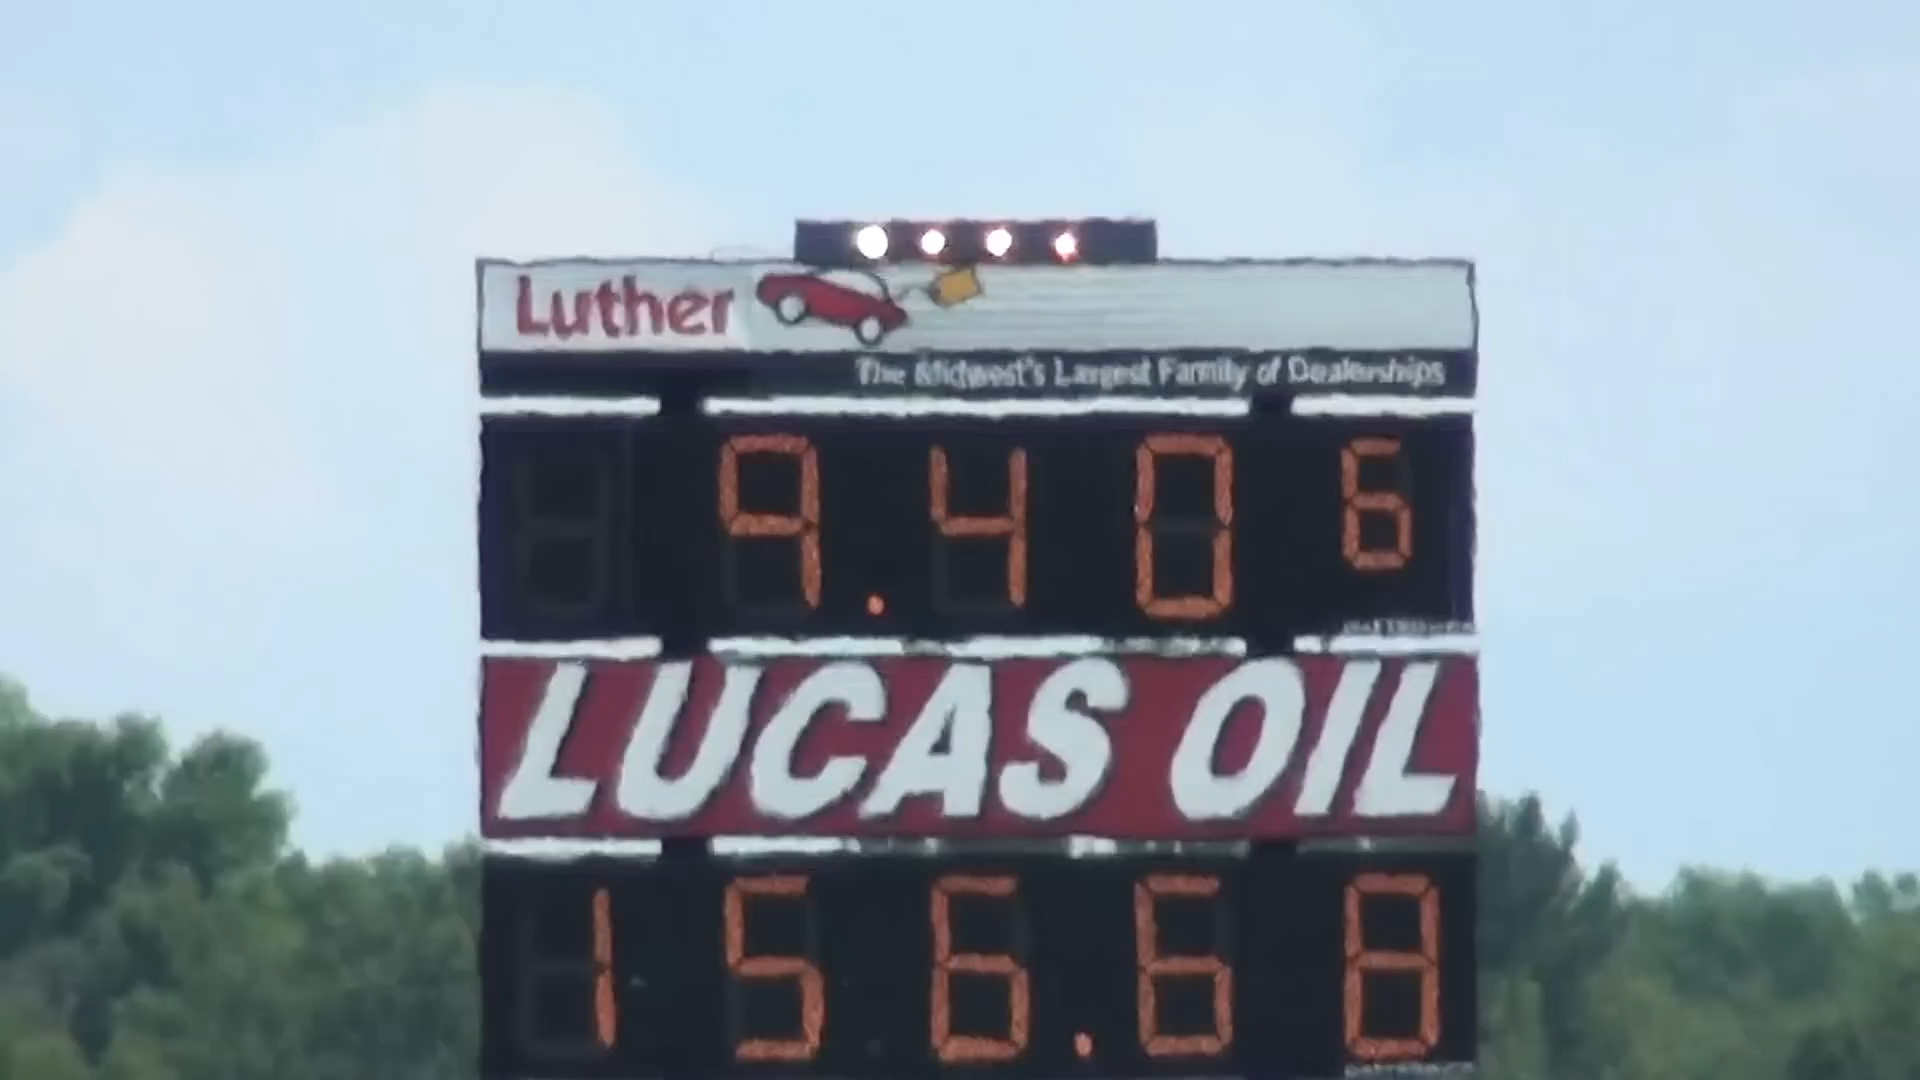 Luther
The Midwest's Largest Family of Dealerships
9.406
LUCAS OIL
156.68